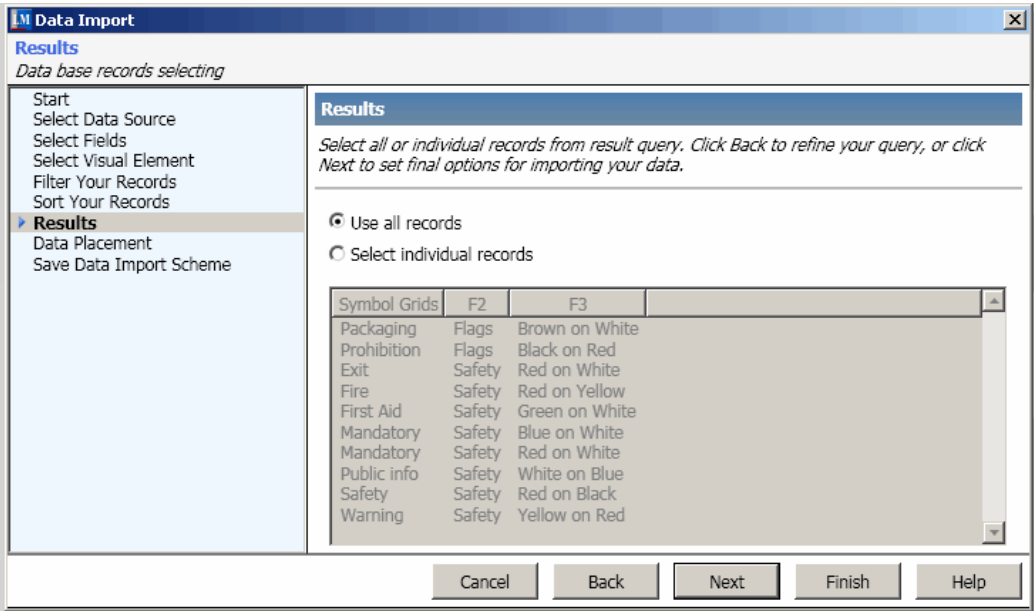 LM Data Import
Results
Data base records selecting
Start
Select Data Source
Select Fields
Select Visual Element
Filter Your Records
Sort Your Records
Results
Data Placement
Save Data Import Scheme
Results
Select all or individual records from result query. Click Back to refine your query, or click
Next to set final options for importing your data.
Use all records
Select individual records
Symbol Grids F2 F3
Packaging Flags Brown on White
Prohibition Flags Black on Red
Exit Safety Red on White
Fire Safety Red on Yellow
First Aid Safety Green on White
Mandatory Safety Blue on White
Mandatory Safety Red on White
Public info Safety White on Blue
Safety Safety Red on Black
Warning Safety Yellow on Red
Cancel Back Next Finish Help